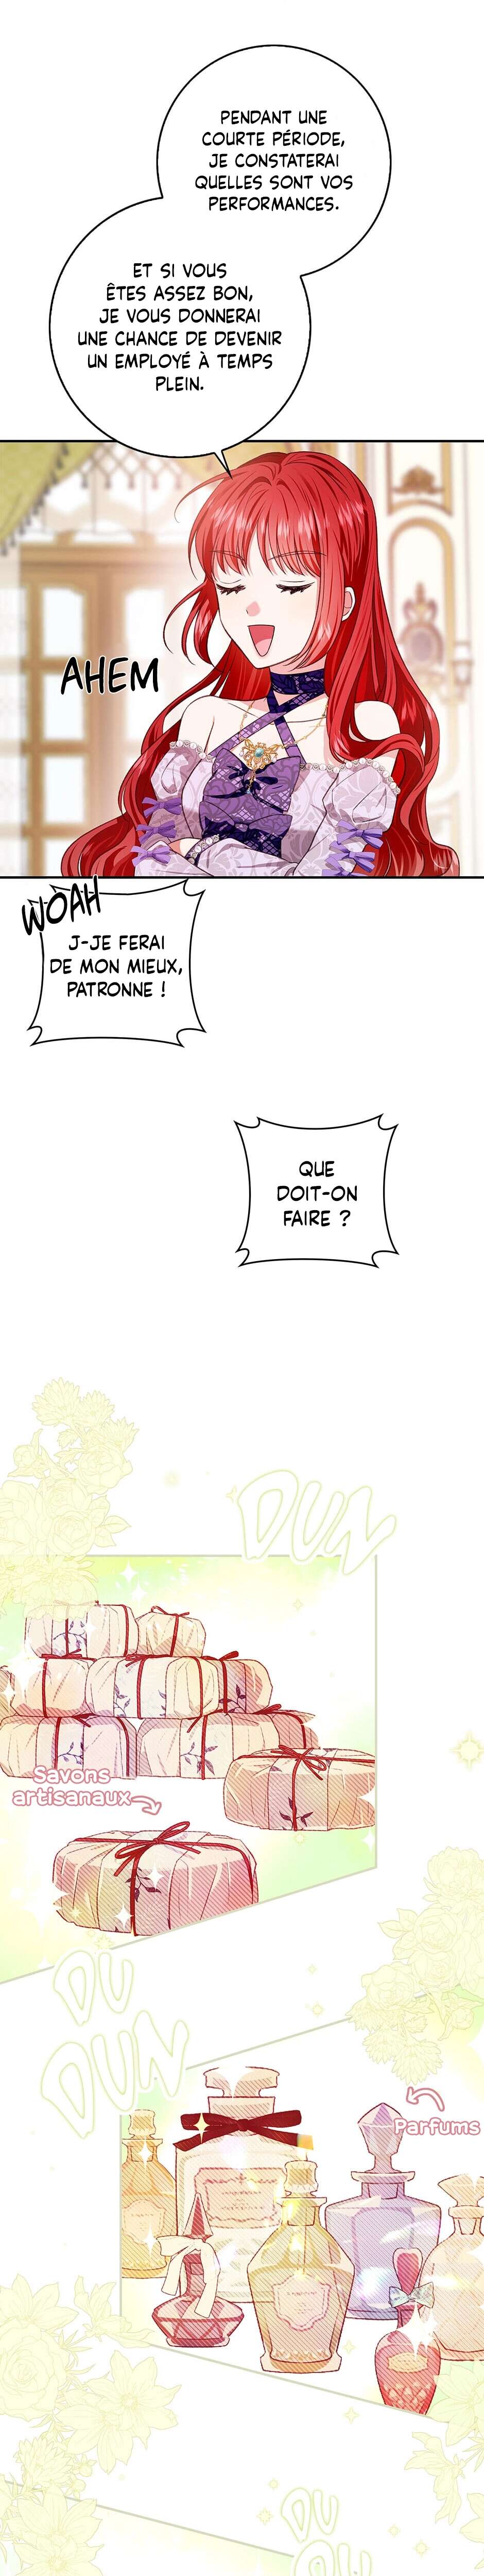 PENDANT UNE
COURTE PÉRIODE,
JE CONSTATERAI
QUELLES SONT VOS
PERFORMANCES.
ET SI VOUS
ÊTES ASSEZ BON,
JE VOUS DONNERAI
UNE CHANCE DE DEVENIR
UN EMPLOYÉ À TEMPS
PLEIN.
AHEM
WOAH
J-JE FERAI
DE MON MIEUX,
PATRONNE !
QUE
DOIT-ON
FAIRE ?
DUN
Savons
artisanaux
DU
DUN
Parfums
DU